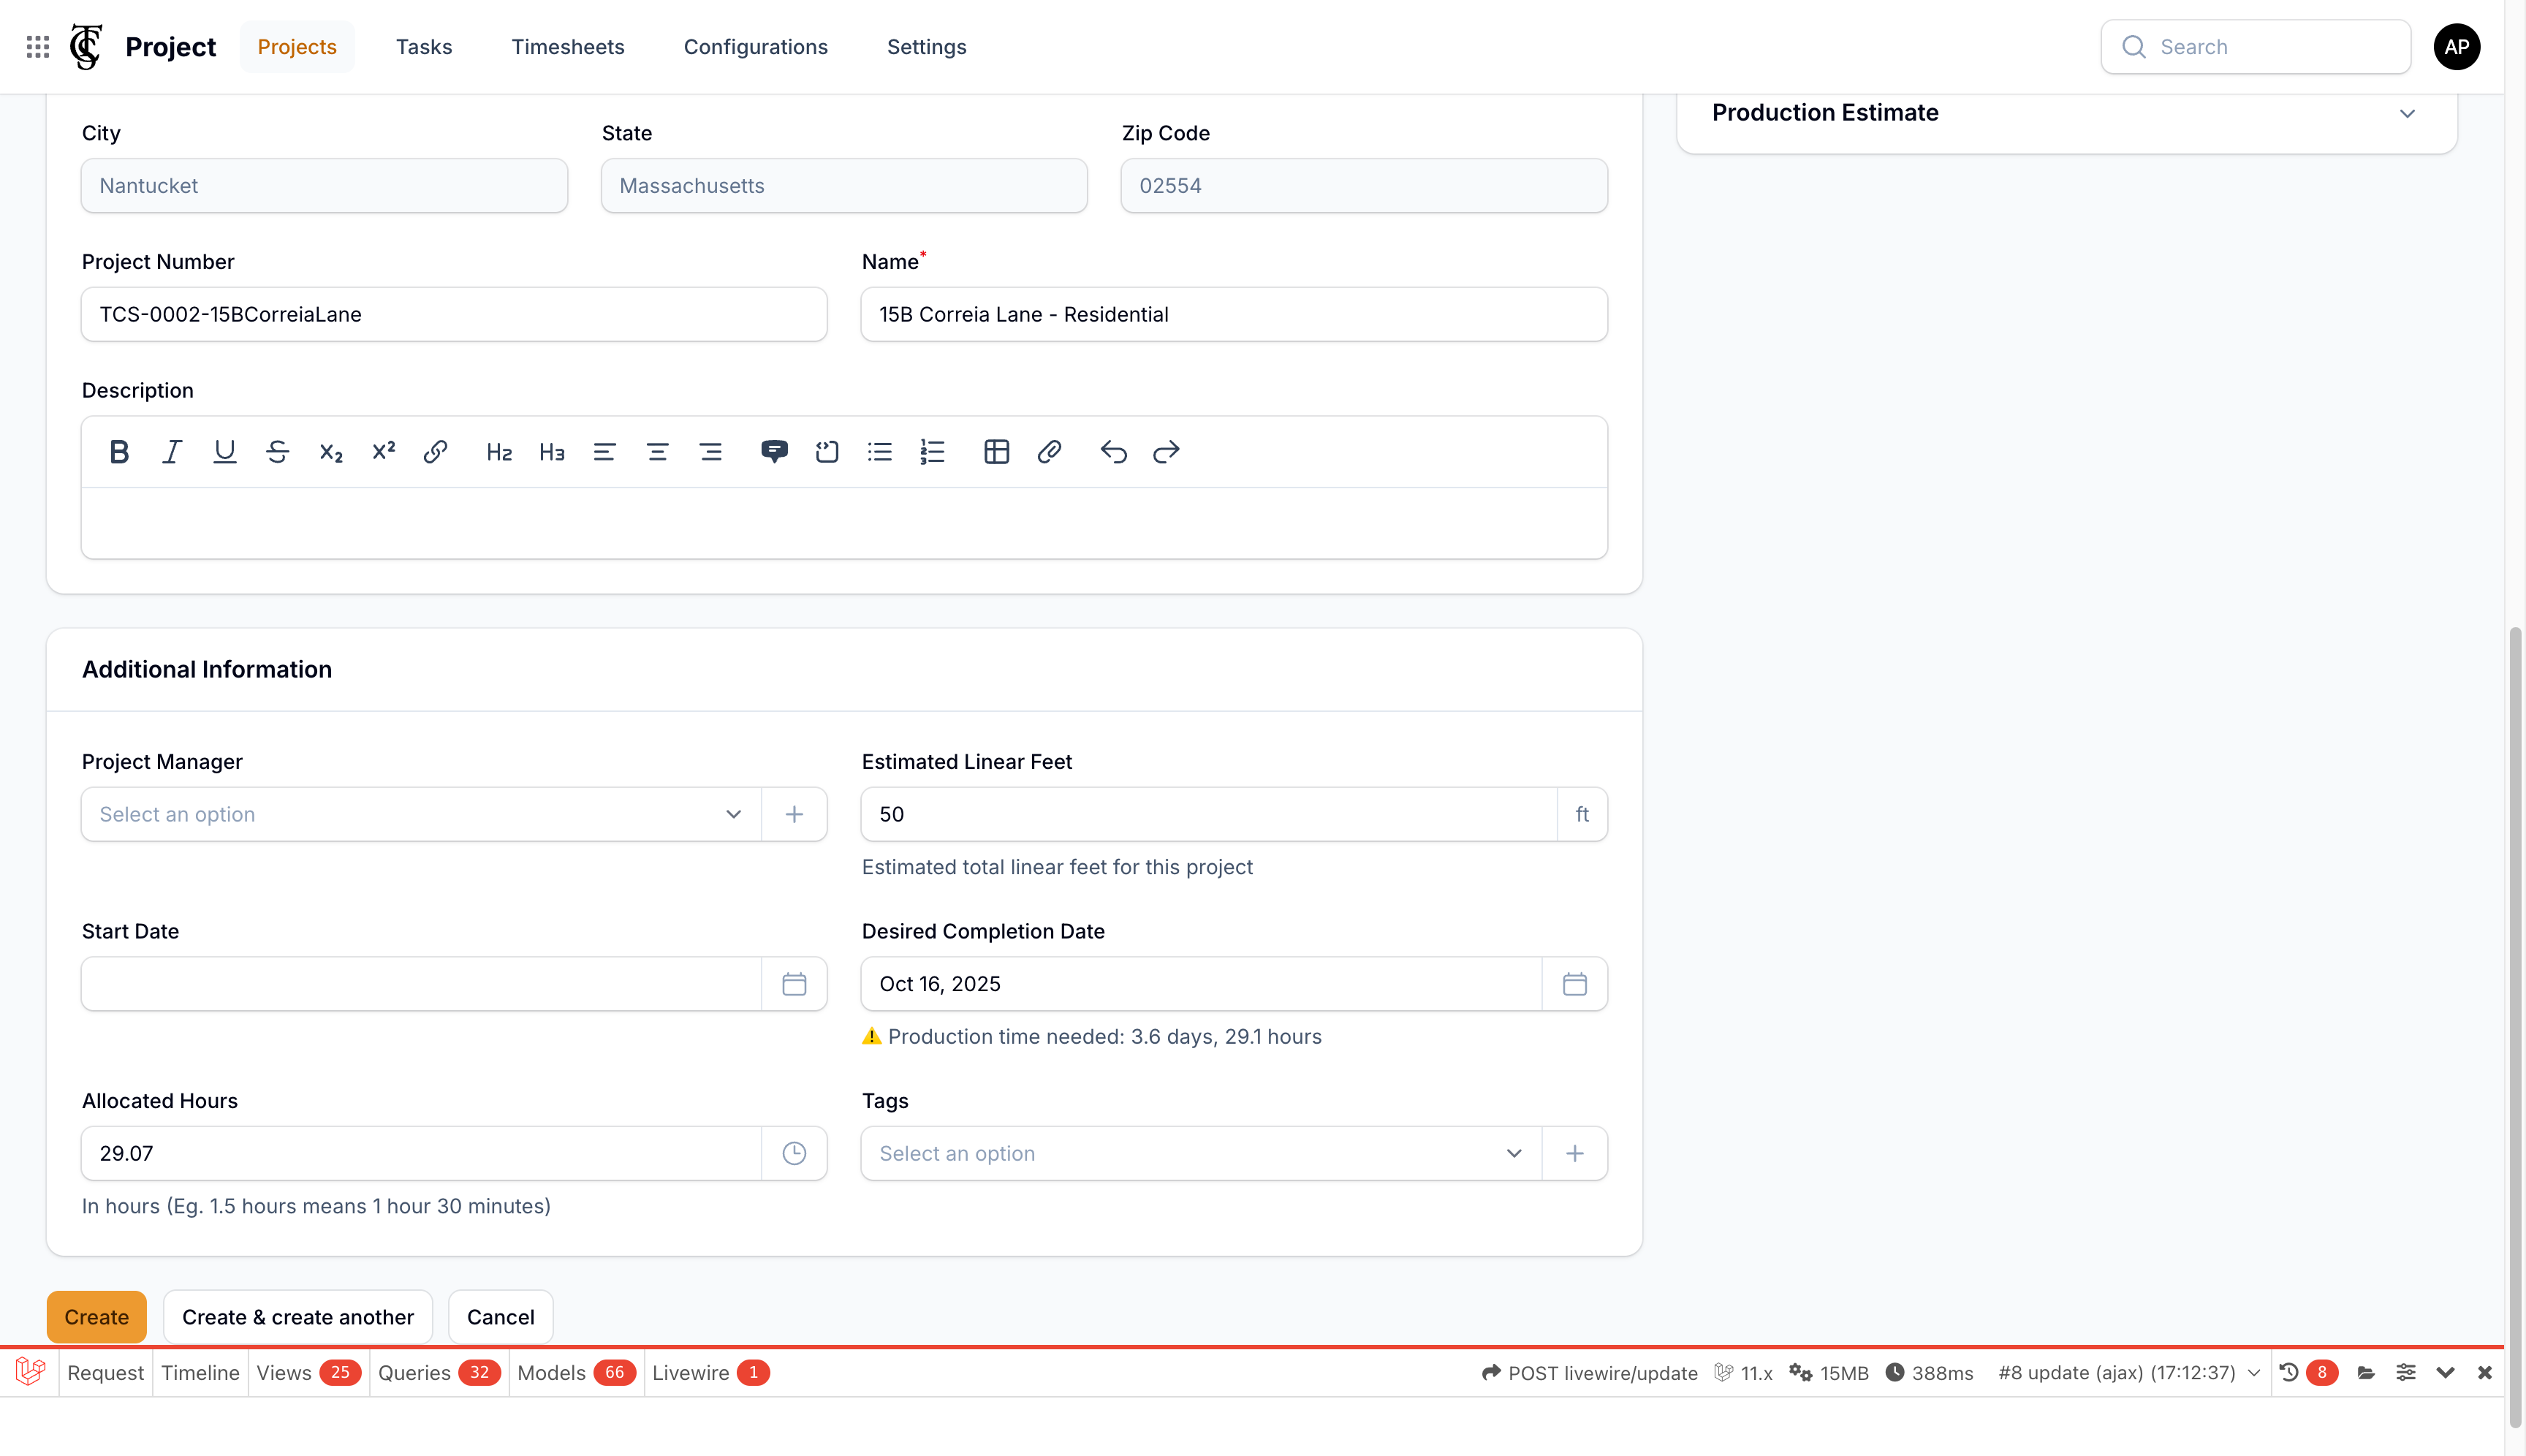 Project Projects Tasks Timesheets Configurations Settings Search AP
Production Estimate
City State Zip Code
Nantucket Massachusetts 02554
Project Number Name*
TCS-0002-15BCorreiaLane 15B Correia Lane - Residential
Description
B I U S x₂ x² H2 H3
Additional Information
Project Manager Estimated Linear Feet
Select an option 50 ft
Estimated total linear feet for this project
Start Date Desired Completion Date
Oct 16, 2025
Production time needed: 3.6 days, 29.1 hours
Allocated Hours Tags
29.07 Select an option
In hours (Eg. 1.5 hours means 1 hour 30 minutes)
Create Create & create another Cancel
Request Timeline Views 25 Queries 32 Models 66 Livewire 1 POST livewire/update 11.x 15MB 388ms #8 update (ajax) (17:12:37) 8